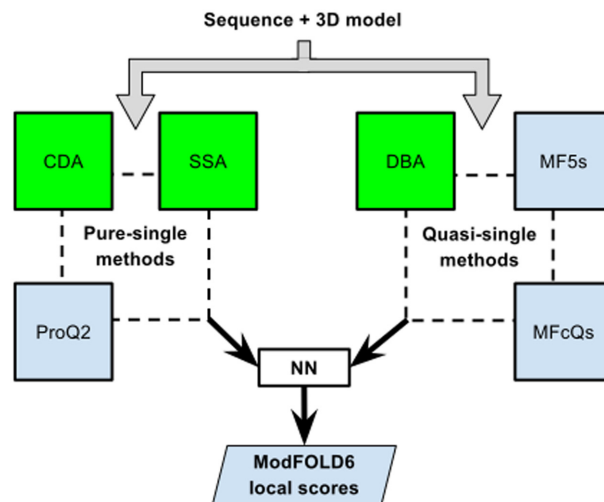 Sequence + 3D model
CDA
SSA
DBA
MF5s
Pure-single
methods
Quasi-single
methods
ProQ2
MFcQs
NN
ModFOLD6
local scores